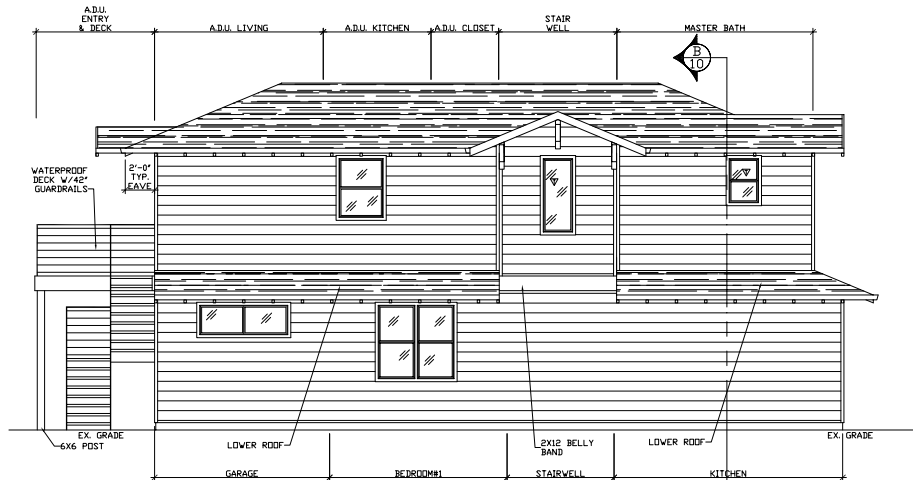 A.D.U.
ENTRY
& DECK
A.D.U. LIVING
A.D.U. KITCHEN
A.D.U. CLOSET
STAIR
WELL
MASTER BATH
B
10
WATERPROOF
DECK W/42"
GUARDRAILS
2'-0"
TYP.
EAVE
EX. GRADE
6X6 POST
LOWER ROOF
2X12 BELLY
BAND
LOWER ROOF
EX. GRADE
GARAGE
BEDROOM#1
STAIRWELL
KITCHEN